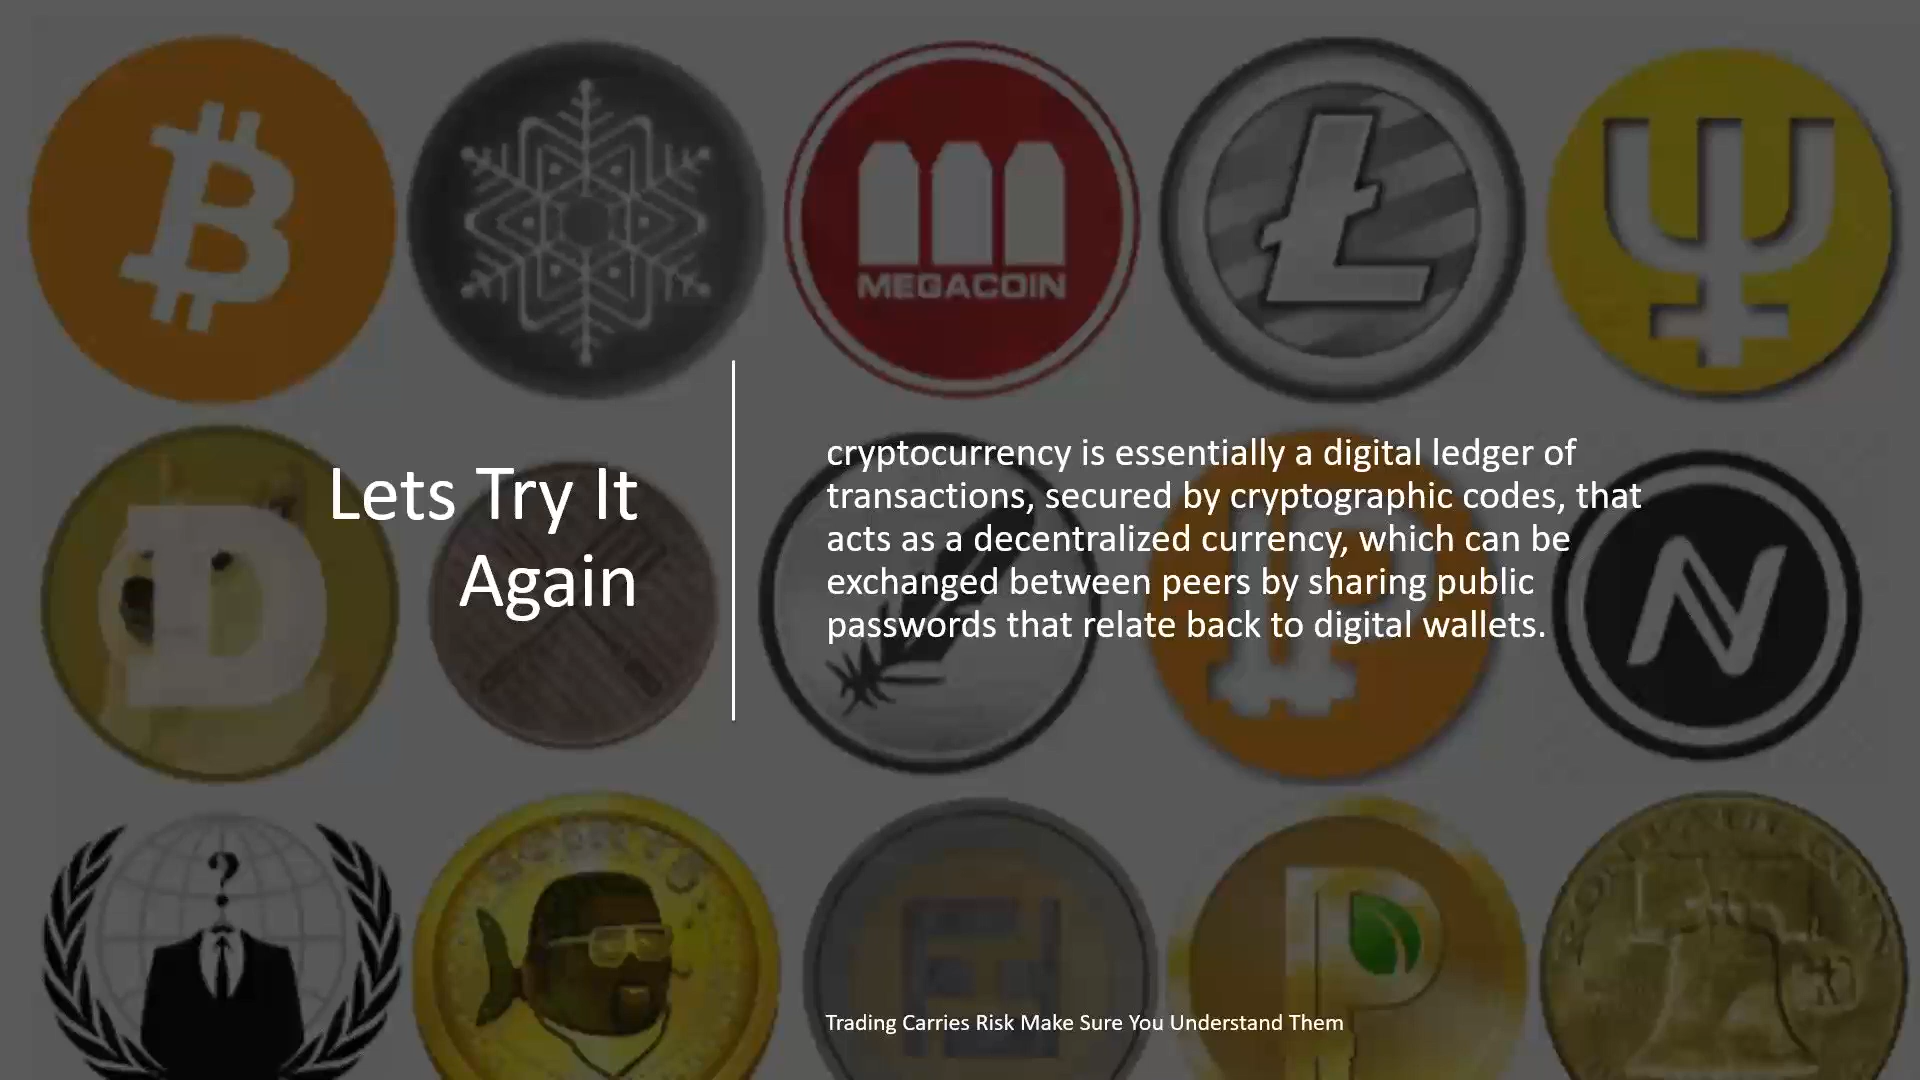 MEGACOIN
Lets Try It
Again
cryptocurrency is essentially a digital ledger of
transactions, secured by cryptographic codes, that
acts as a decentralized currency, which can be
exchanged between peers by sharing public
passwords that relate back to digital wallets.
?
Trading Carries Risk Make Sure You Understand Them